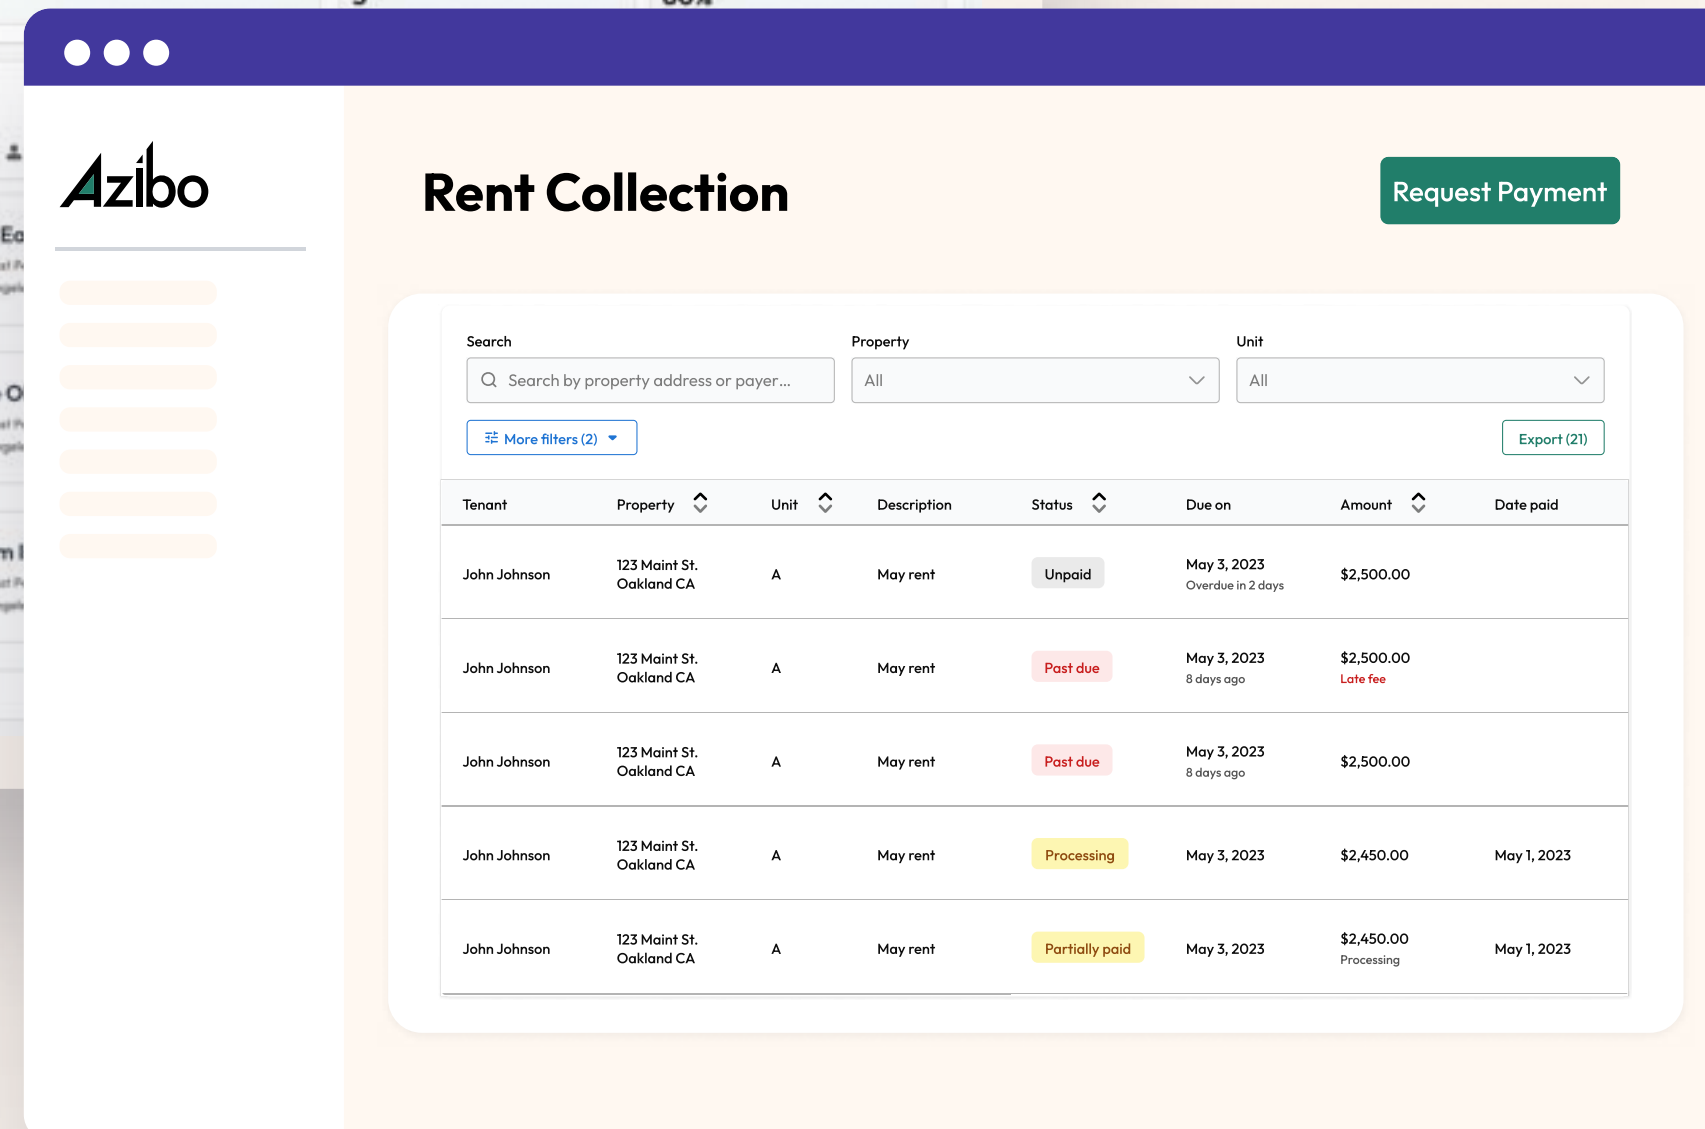 Azibo
Rent Collection
Request Payment
Search
Property
Unit
Search by property address or payer...
All
All
More filters (2)
Export (21)
Tenant Property Unit Description Status Due on Amount Date paid
John Johnson 123 Maint St. Oakland CA A May rent Unpaid May 3, 2023 Overdue in 2 days $2,500.00
John Johnson 123 Maint St. Oakland CA A May rent Past due May 3, 2023 8 days ago $2,500.00 Late fee
John Johnson 123 Maint St. Oakland CA A May rent Past due May 3, 2023 8 days ago $2,500.00
John Johnson 123 Maint St. Oakland CA A May rent Processing May 3, 2023 $2,450.00 May 1, 2023
John Johnson 123 Maint St. Oakland CA A May rent Partially paid May 3, 2023 $2,450.00 Processing May 1, 2023